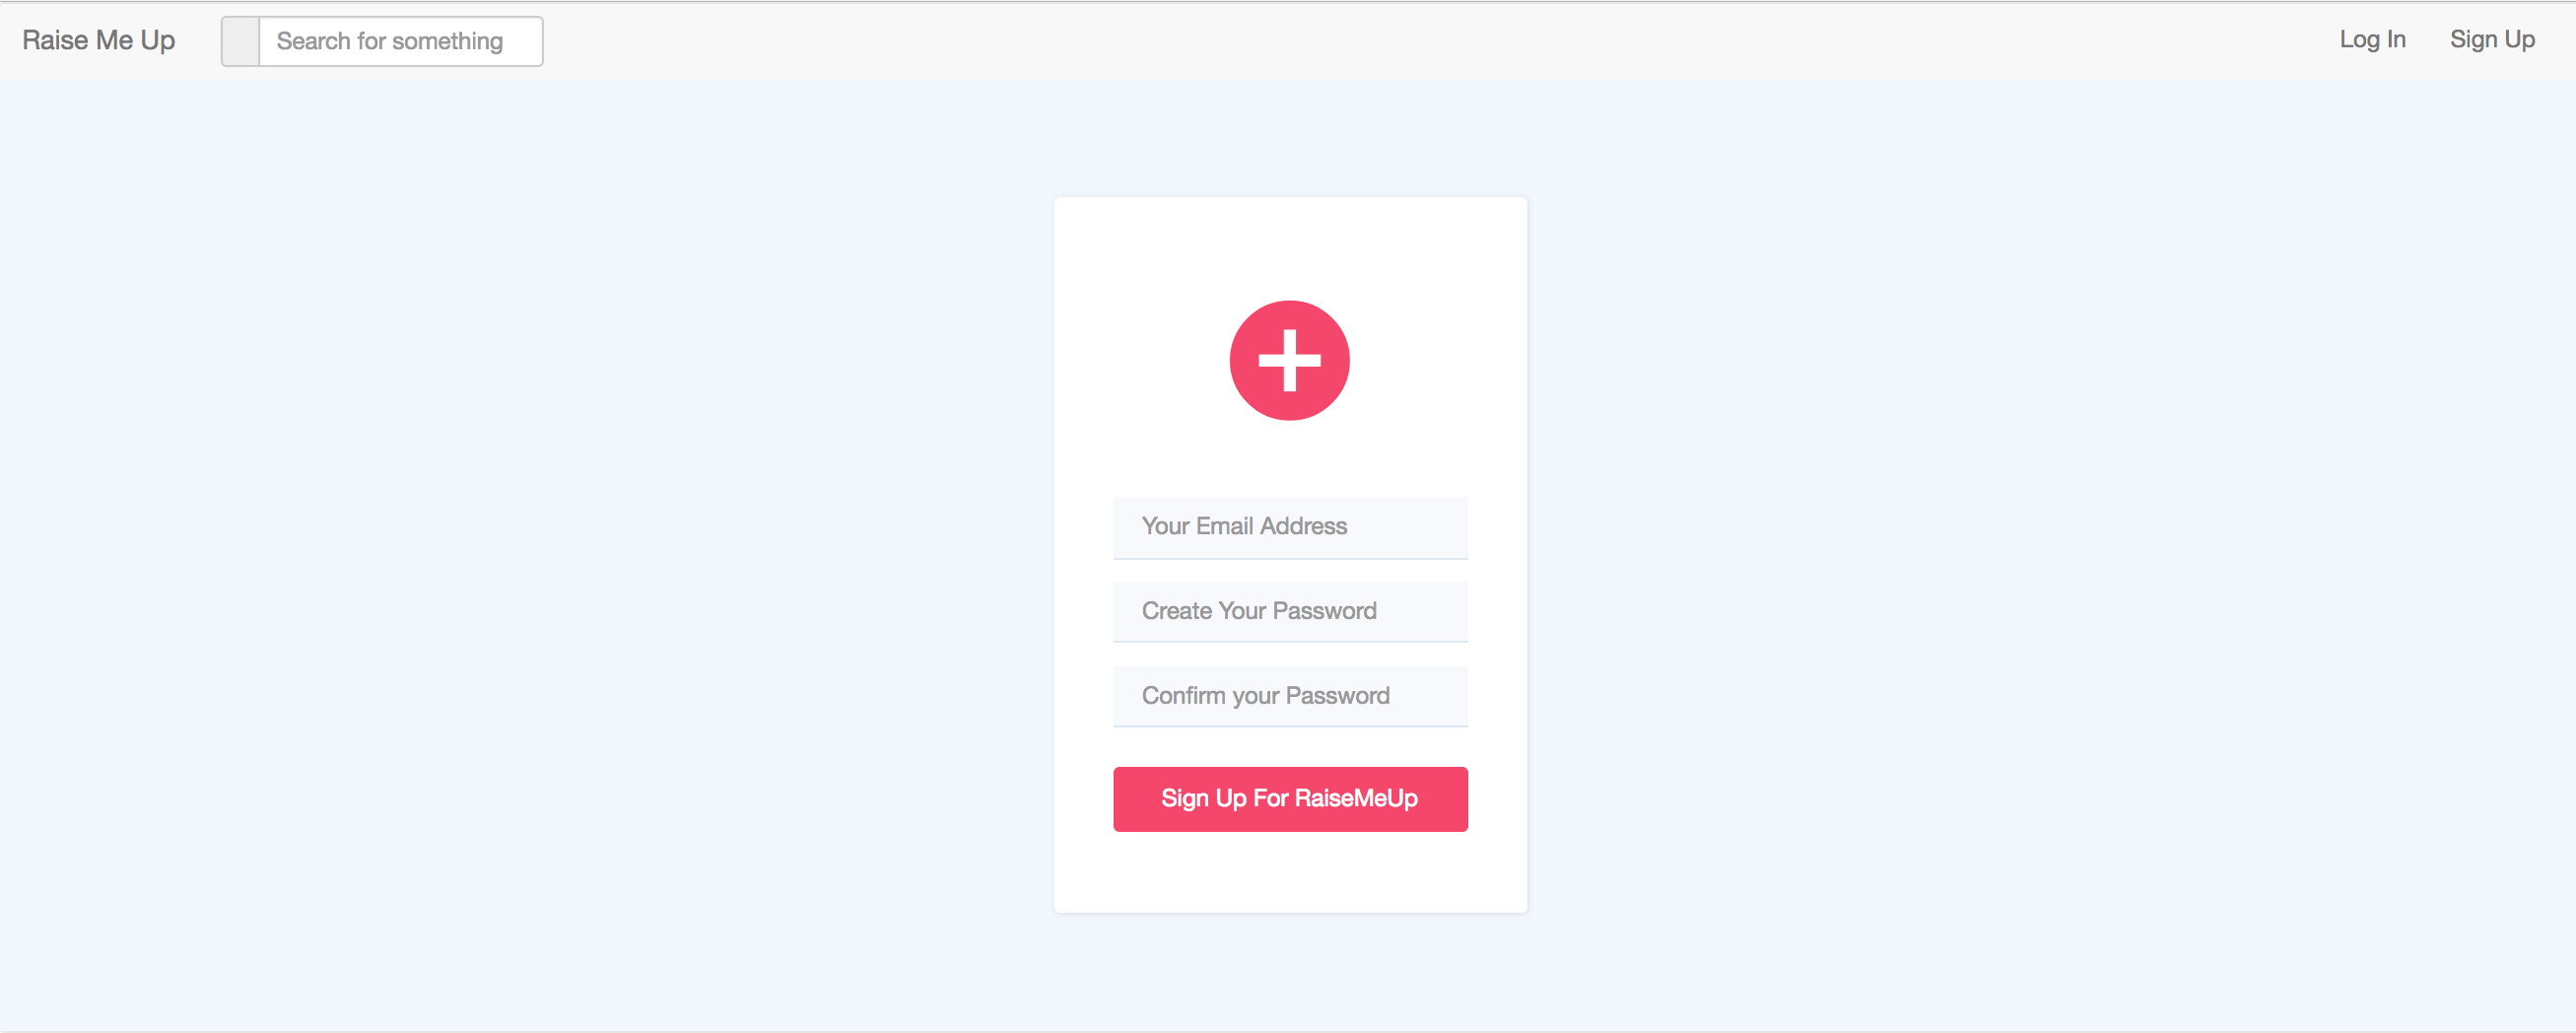 Raise Me Up
Search for something
Log In
Sign Up
Your Email Address
Create Your Password
Confirm your Password
Sign Up For RaiseMeUp